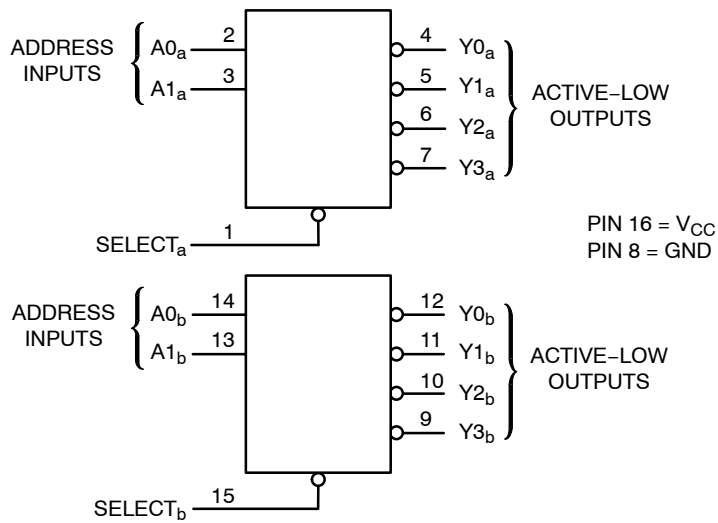 ADDRESS
INPUTS
A0a
2
A1a
3
4
Y0a
5
Y1a
6
Y2a
7
Y3a
ACTIVE–LOW
OUTPUTS
SELECTa
1
PIN 16 = VCC
PIN 8 = GND
ADDRESS
INPUTS
A0b
14
A1b
13
12
Y0b
11
Y1b
10
Y2b
9
Y3b
ACTIVE–LOW
OUTPUTS
SELECTb
15